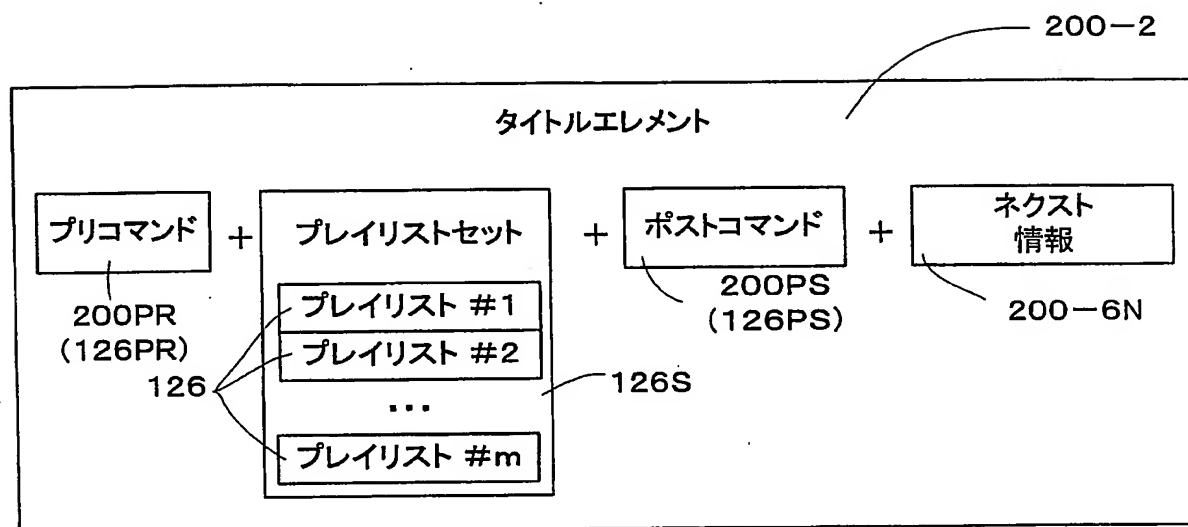 200-2
タイトルエレメント
プリコマンド
+
プレイリストセット
+
ポストコマンド
+
ネクスト
情報
200PR
(126PR)
200PS
(126PS)
200-6N
プレイリスト #1
プレイリスト #2
126
126S
...
プレイリスト #m